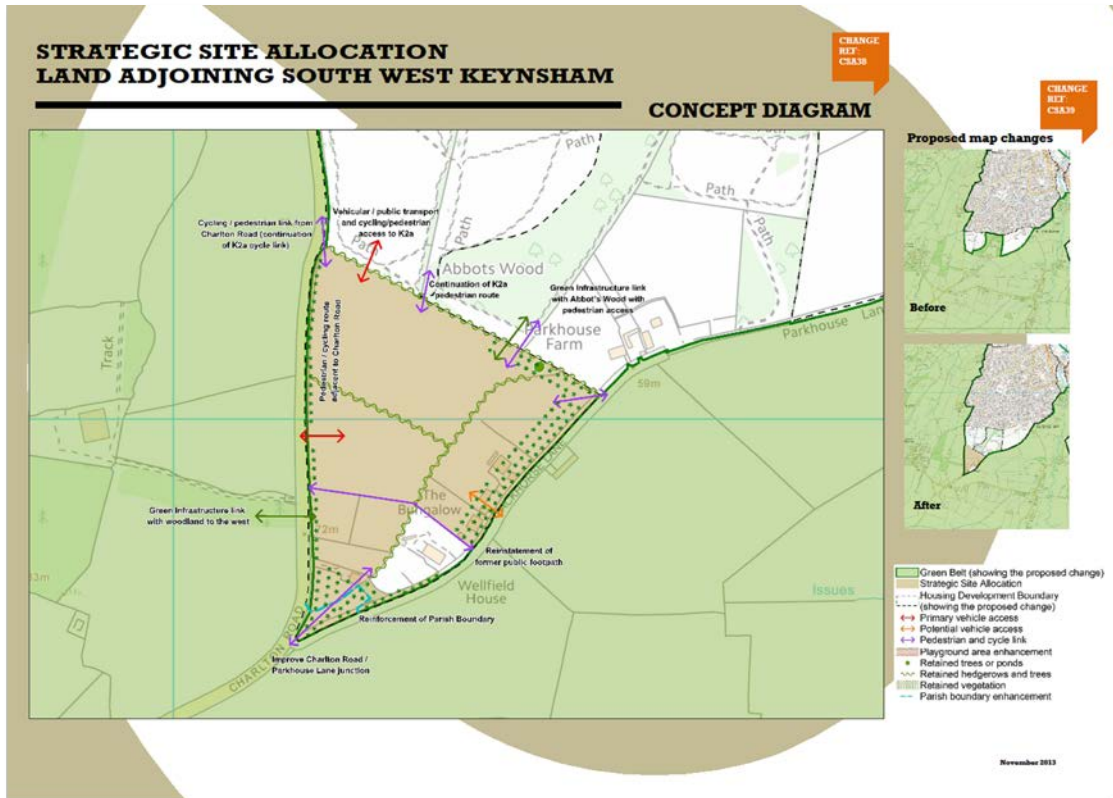 STRATEGIC SITE ALLOCATION
LAND ADJOINING SOUTH WEST KEYNSHAM
CHANGE
REF:
CSA38
CHANGE
REF:
CSA39
CONCEPT DIAGRAM
Proposed map changes
Path
Path
Path
Path
Path
Path
Cycling / pedestrian link from
Charlton Road (continuation
of K2a cycle link)
Vehicular / public transport
and cycling/pedestrian
access to K2a
Abbots Wood
Continuation of K2a
pedestrian route
Green Infrastructure link
with Abbot's Wood with
pedestrian access
Parkhouse
Farm
Parkhouse Lan
59m
Track
Pedestrian / cycling route
adjacent to Charlton Road
Before
The
Bungalow
Green Infrastructure link
with woodland to the west
2m
Reinstatement of
former public footpath
Wellfield
House
Issues
Reinforcement of Parish Boundary
CHARLTON ROAD
Improve Charlton Road /
Parkhouse Lane junction
After
Green Belt (showing the proposed change)
Strategic Site Allocation
Housing Development Boundary
(showing the proposed change)
Primary vehicle access
Potential vehicle access
Pedestrian and cycle link
Playground area enhancement
Retained trees or ponds
Retained hedgerows and trees
Retained vegetation
Parish boundary enhancement
November 2013